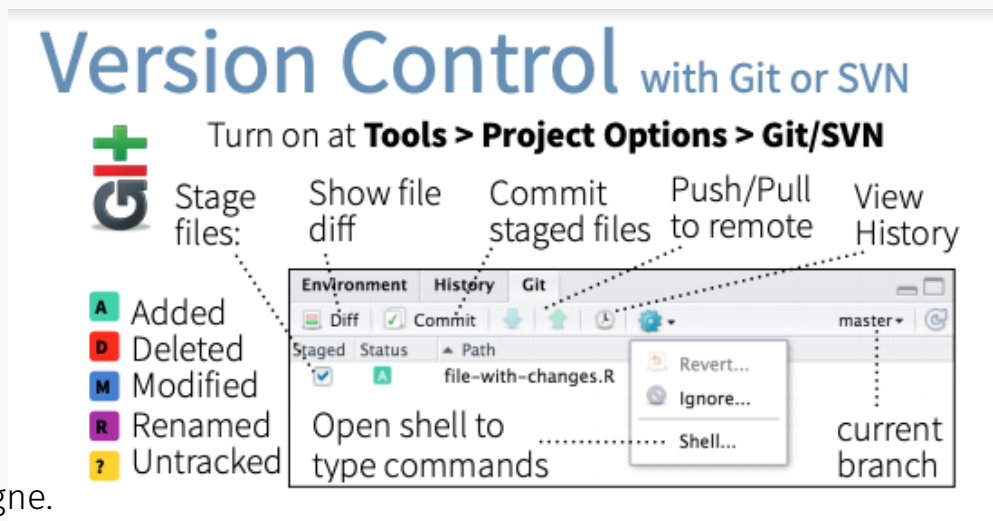 Version Control with Git or SVN
git
Turn on at Tools > Project Options > Git/SVN
Stage
files:
Show file
diff
Commit
staged files
Push/Pull
to remote
View
History
A Added
D Deleted
M Modified
R Renamed
? Untracked
Environment History Git
Diff Commit master
Staged Status Path
A file-with-changes.R
Revert...
Ignore...
Shell...
Open shell to
type commands
current
branch
gne.